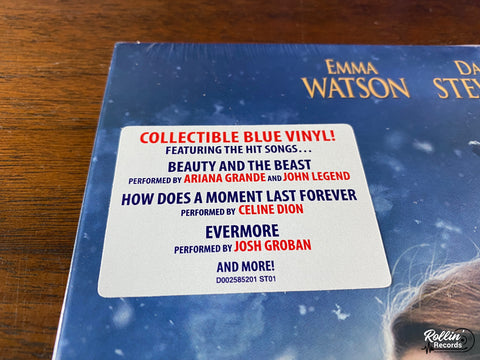 EMMA
WATSON
DA
STEV
COLLECTIBLE BLUE VINYL!
FEATURING THE HIT SONGS...
BEAUTY AND THE BEAST
PERFORMED BY ARIANA GRANDE AND JOHN LEGEND
HOW DOES A MOMENT LAST FOREVER
PERFORMED BY CELINE DION
EVERMORE
PERFORMED BY JOSH GROBAN
AND MORE!
D002585201 ST01
Rollin'
Records